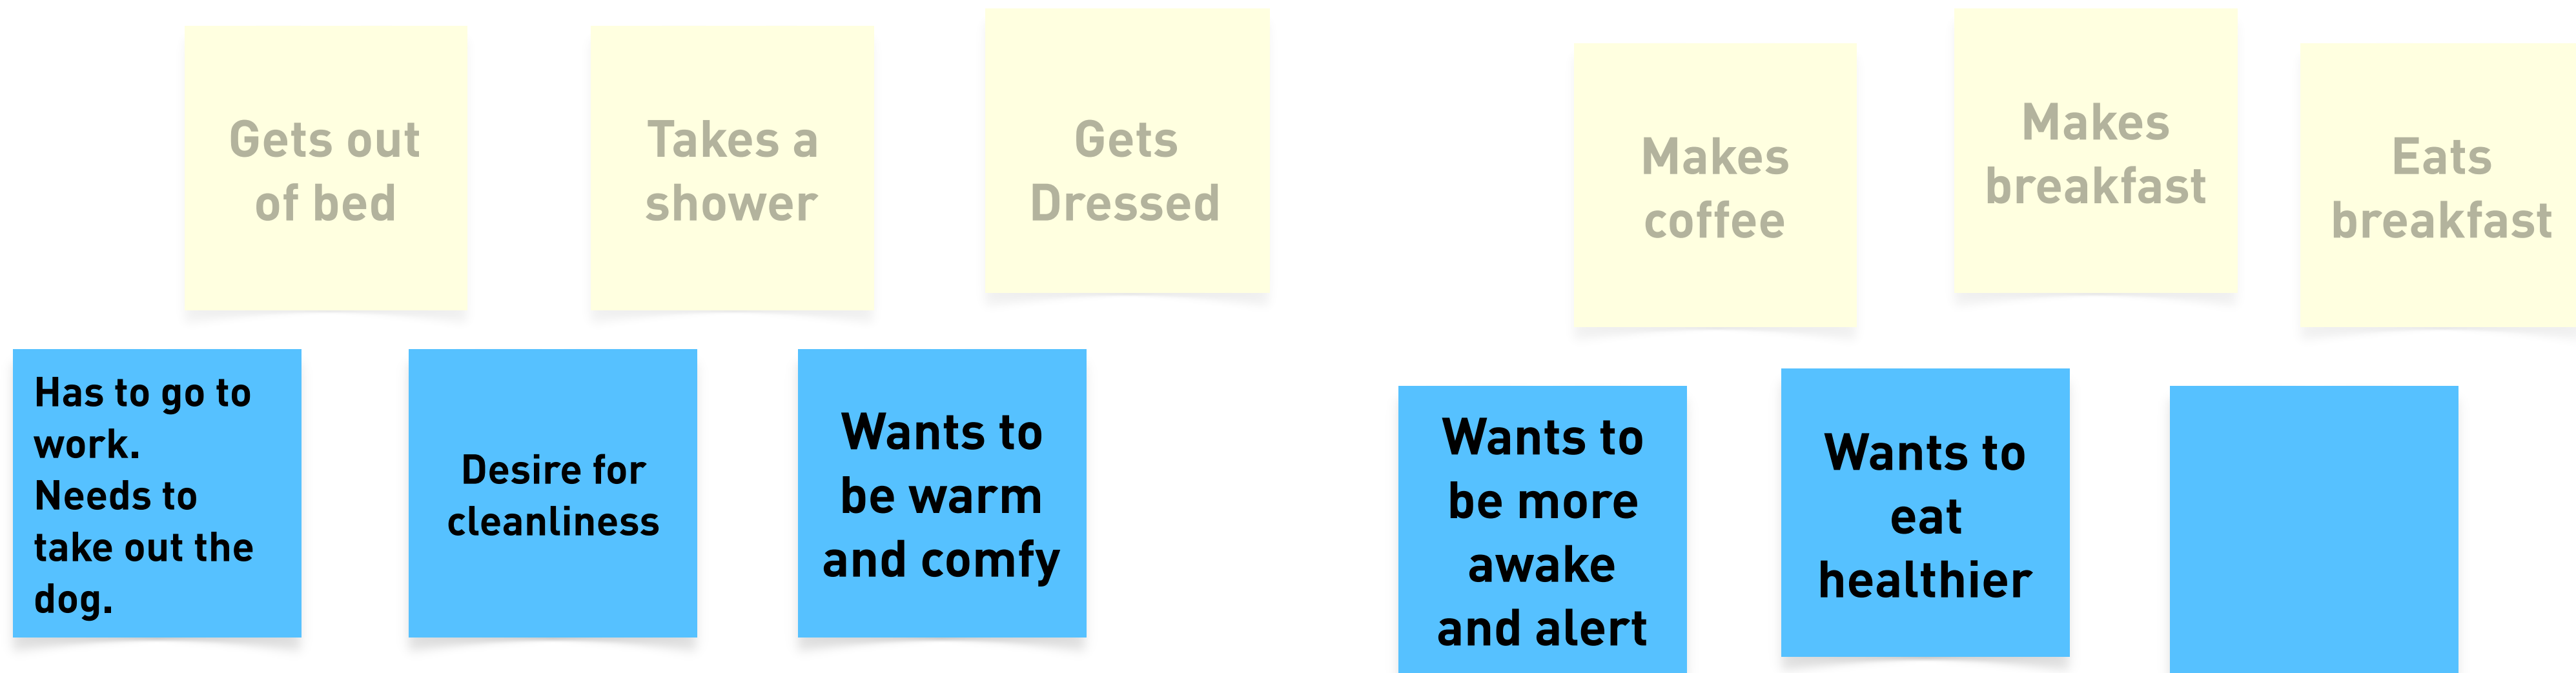 Gets out
of bed
Takes a
shower
Gets
Dressed
Makes
coffee
Makes
breakfast
Eats
breakfast
Has to go to
work.
Needs to
take out the
dog.
Desire for
cleanliness
Wants to
be warm
and comfy
Wants to
be more
awake
and alert
Wants to
eat
healthier